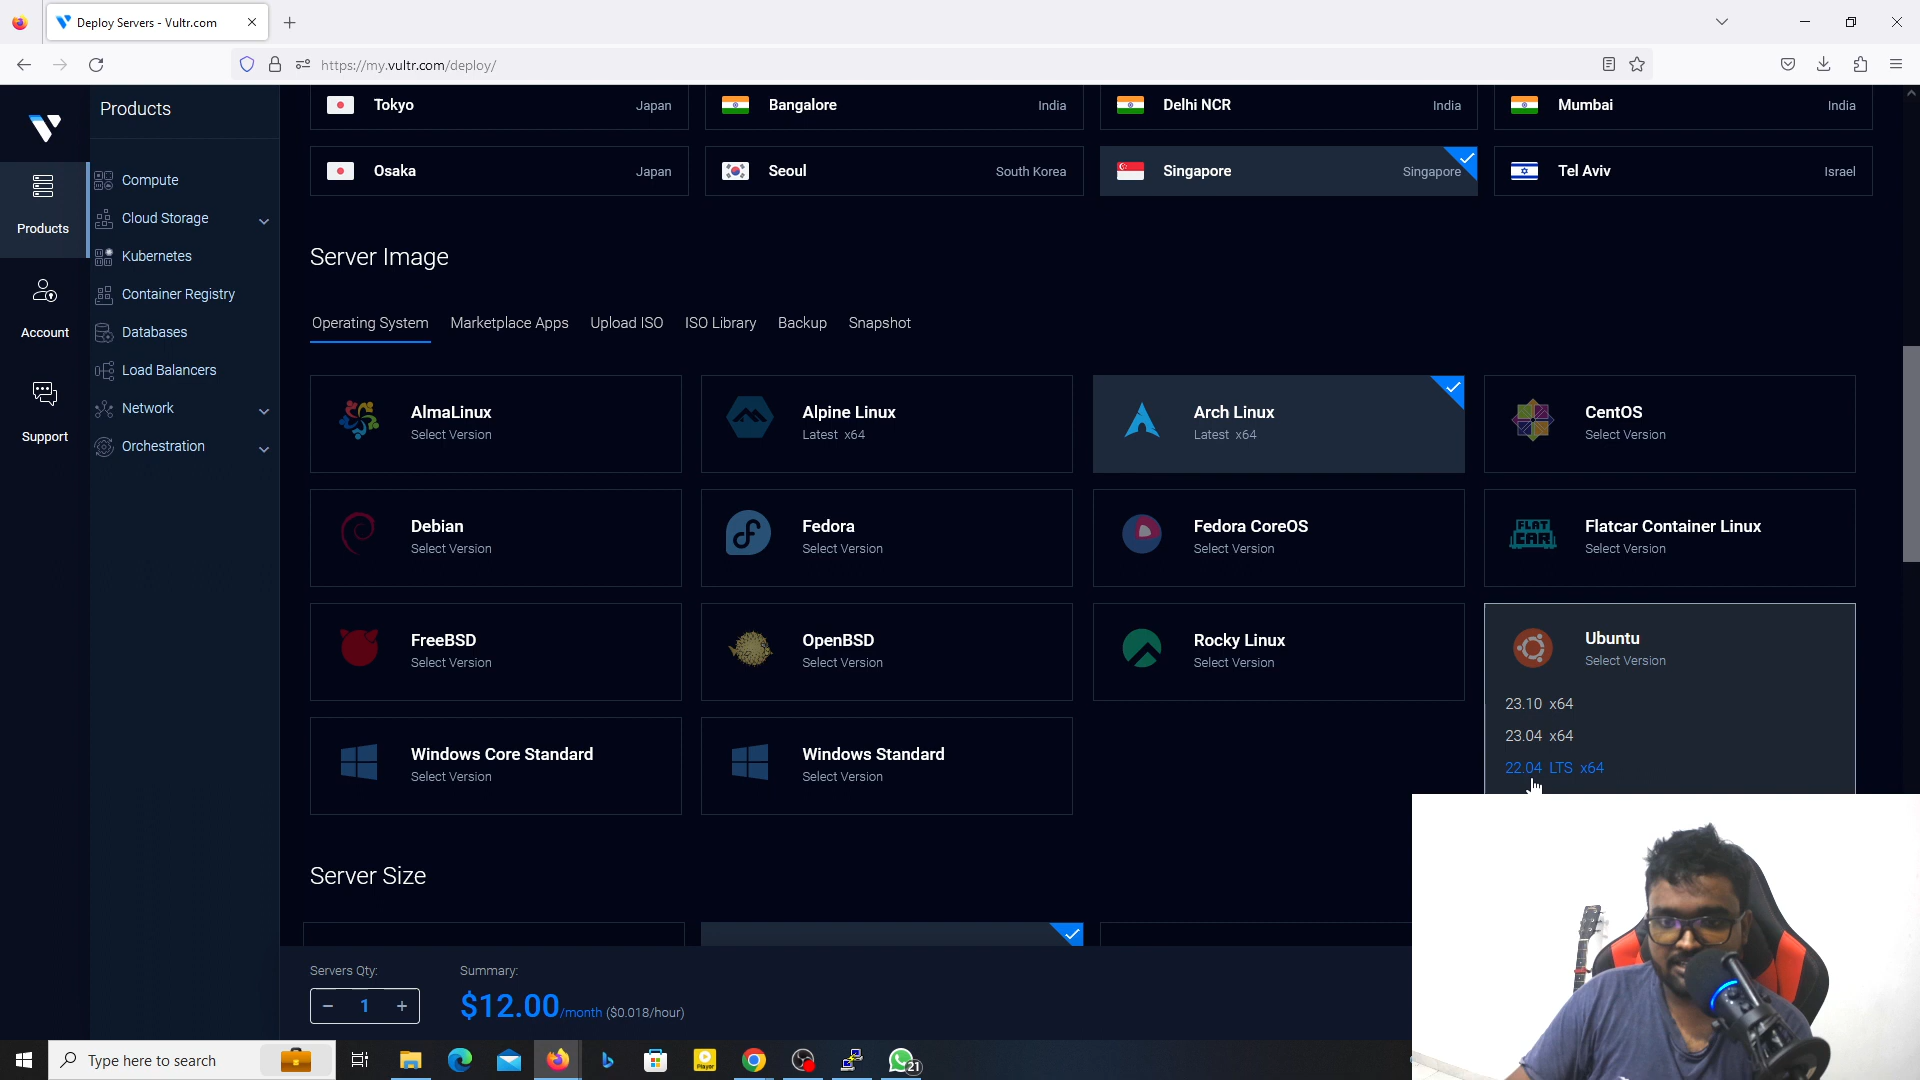 Deploy Servers - Vultr.com
https://my.vultr.com/deploy/
Products
Products
Account
Support
Compute
Cloud Storage
Kubernetes
Container Registry
Databases
Load Balancers
Network
Orchestration
Tokyo Japan
Bangalore India
Delhi NCR India
Mumbai India
Osaka Japan
Seoul South Korea
Singapore Singapore
Tel Aviv Israel
Server Image
Operating System Marketplace Apps Upload ISO ISO Library Backup Snapshot
AlmaLinux
Select Version
Alpine Linux
Latest x64
Arch Linux
Latest x64
CentOS
Select Version
Debian
Select Version
Fedora
Select Version
Fedora CoreOS
Select Version
FLAT
CAR
Flatcar Container Linux
Select Version
FreeBSD
Select Version
OpenBSD
Select Version
Rocky Linux
Select Version
Ubuntu
Select Version
23.10 x64
23.04 x64
22.04 LTS x64
Windows Core Standard
Select Version
Windows Standard
Select Version
Server Size
Servers Qty:
− 1 +
Summary:
$12.00/month ($0.018/hour)
Type here to search
Player
21